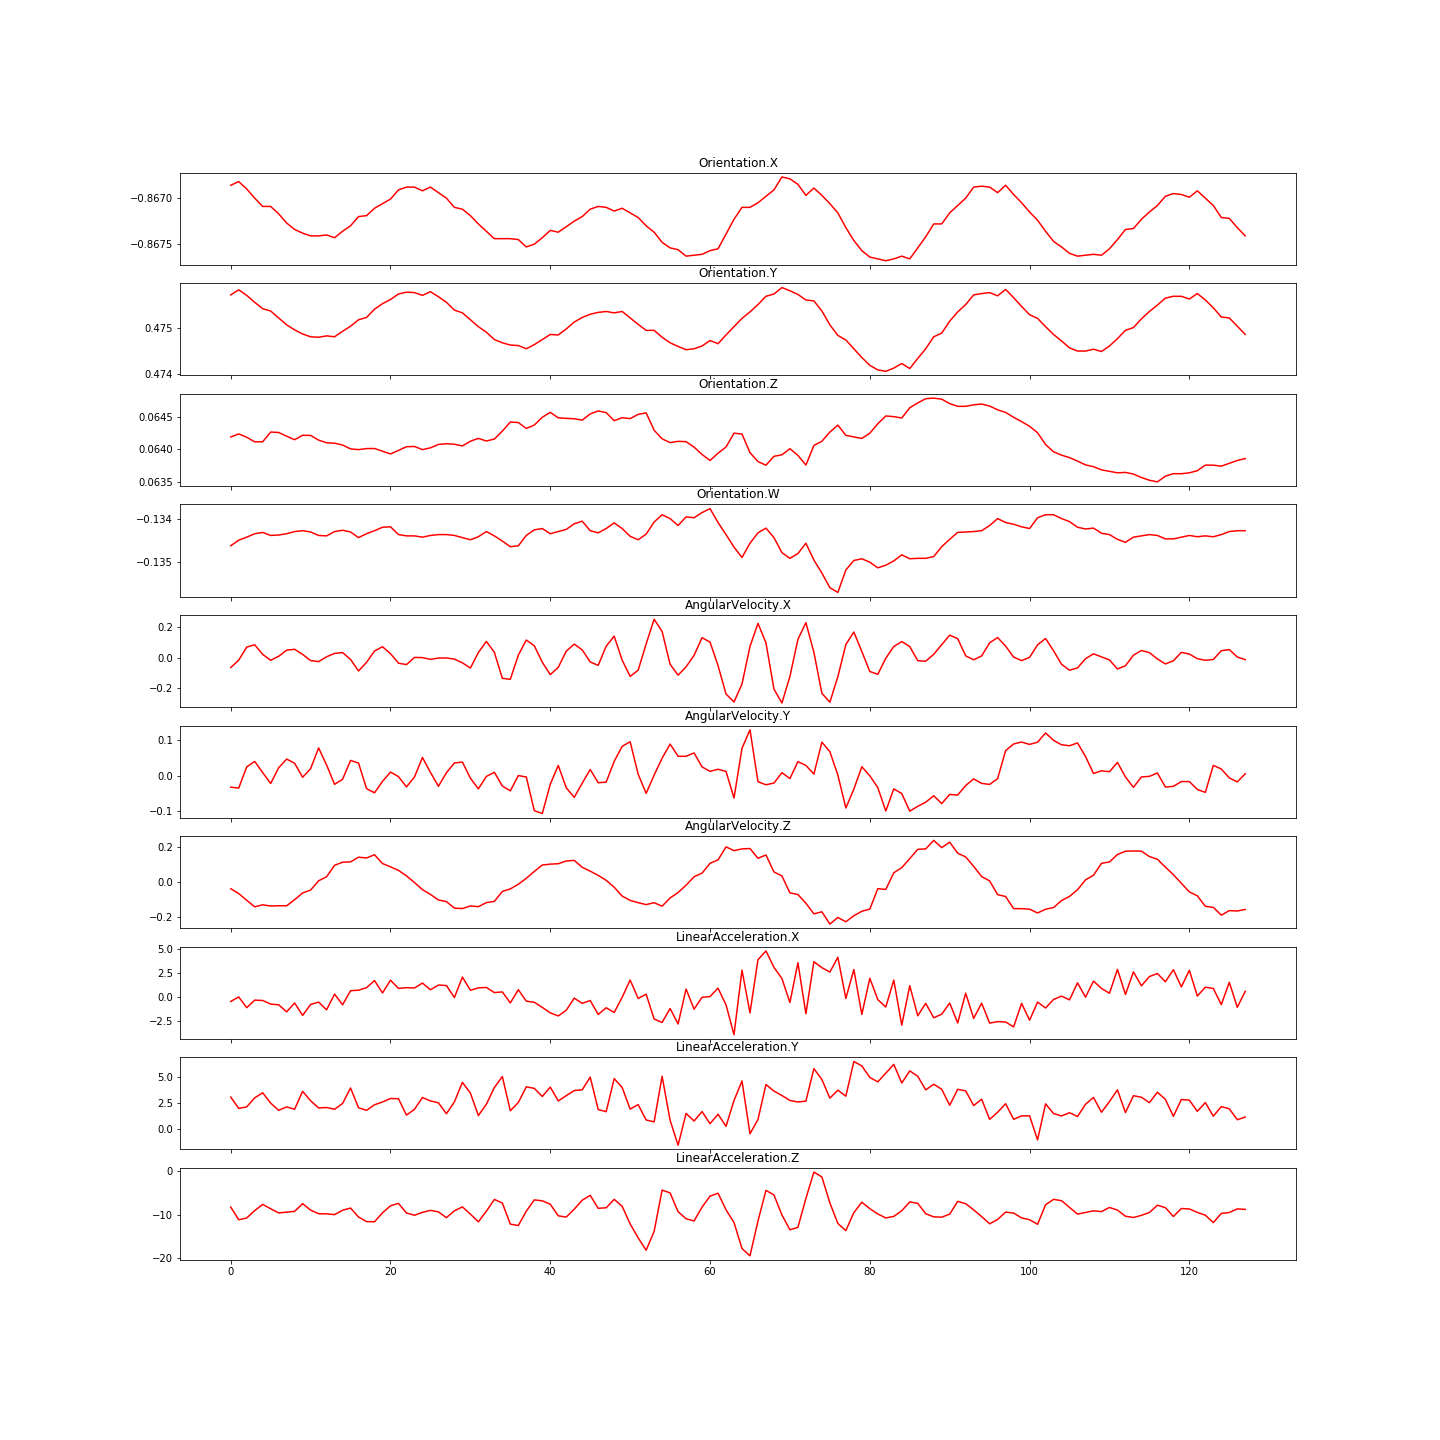 Orientation.X
−0.8670
−0.8675
Orientation.Y
0.475
0.474
Orientation.Z
0.0645
0.0640
0.0635
Orientation.W
−0.134
−0.135
AngularVelocity.X
0.2
0.0
−0.2
AngularVelocity.Y
0.1
0.0
−0.1
AngularVelocity.Z
0.2
0.0
−0.2
LinearAcceleration.X
5.0
2.5
0.0
−2.5
LinearAcceleration.Y
5.0
2.5
0.0
LinearAcceleration.Z
0
−10
−20
0 20 40 60 80 100 120